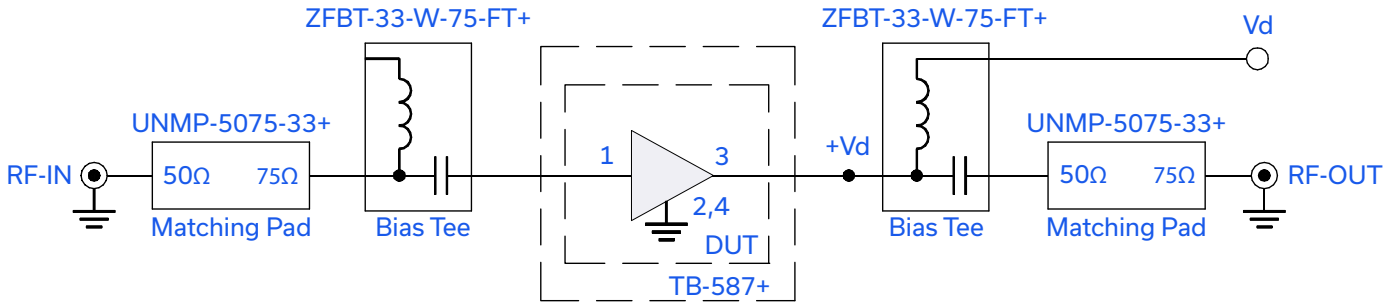 ZFBT-33-W-75-FT+
ZFBT-33-W-75-FT+
Vd
UNMP-5075-33+
UNMP-5075-33+
1
3
+Vd
RF-IN
50Ω
75Ω
50Ω
75Ω
RF-OUT
2,4
Matching Pad
Bias Tee
DUT
Bias Tee
Matching Pad
TB-587+